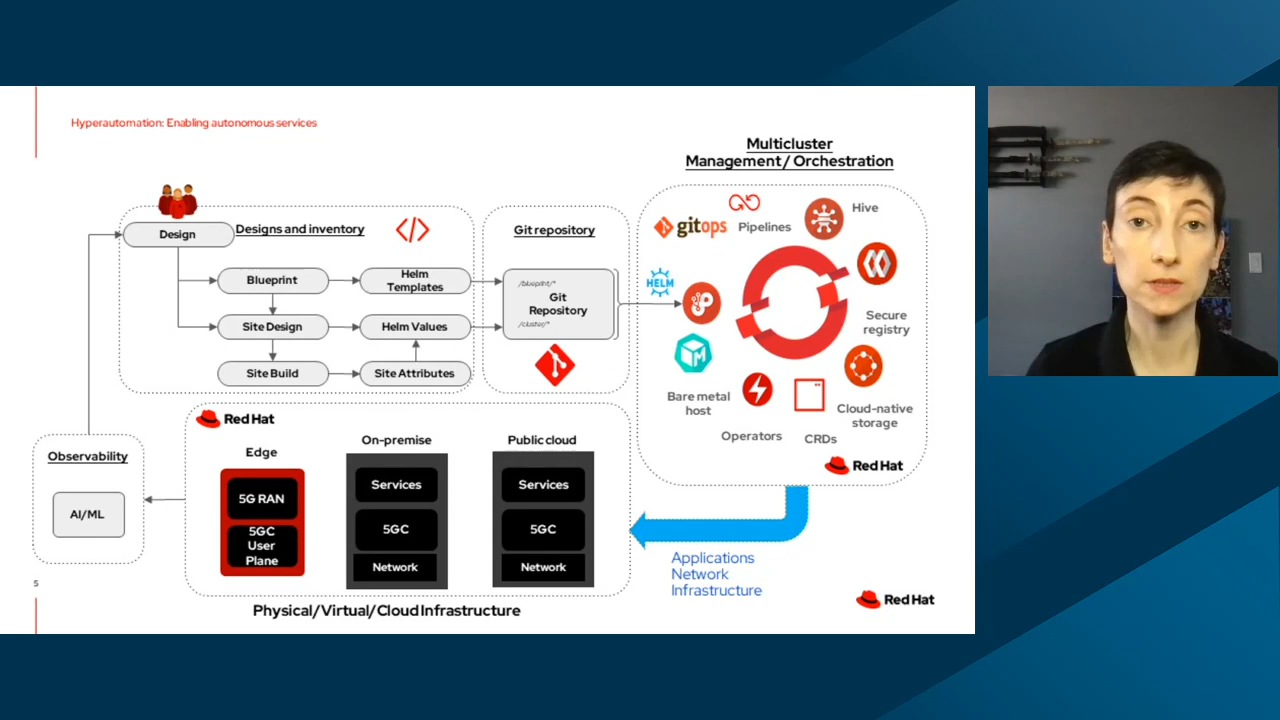 Hyperautomation: Enabling autonomous services
Multicluster
Management / Orchestration
Design
Designs and inventory
</>
Blueprint
Helm
Templates
Site Design
Helm Values
Site Build
Site Attributes
Git repository
/blueprint/*
Git
Repository
/cluster/*
gitops
Pipelines
Hive
HELM
Secure
registry
Bare metal
host
Operators
CRDs
Cloud-native
storage
Red Hat
Observability
AI/ML
Red Hat
Edge
5G RAN
5GC
User
Plane
On-premise
Services
5GC
Network
Public cloud
Services
5GC
Network
Physical/Virtual/Cloud Infrastructure
Applications
Network
Infrastructure
5
Red Hat